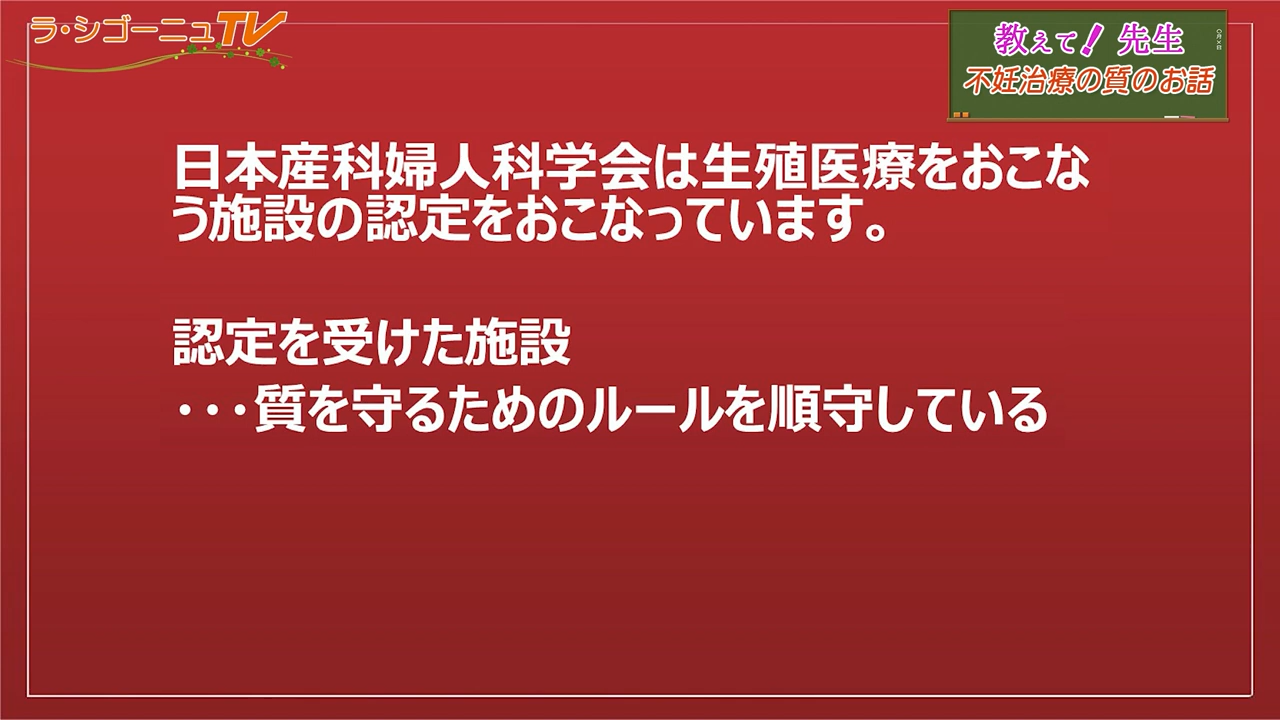 ラ・シゴーニュTV
教えて！先生
不妊治療の質のお話
日本産科婦人科学会は生殖医療をおこな
う施設の認定をおこなっています。
認定を受けた施設
・・・質を守るためのルールを順守している